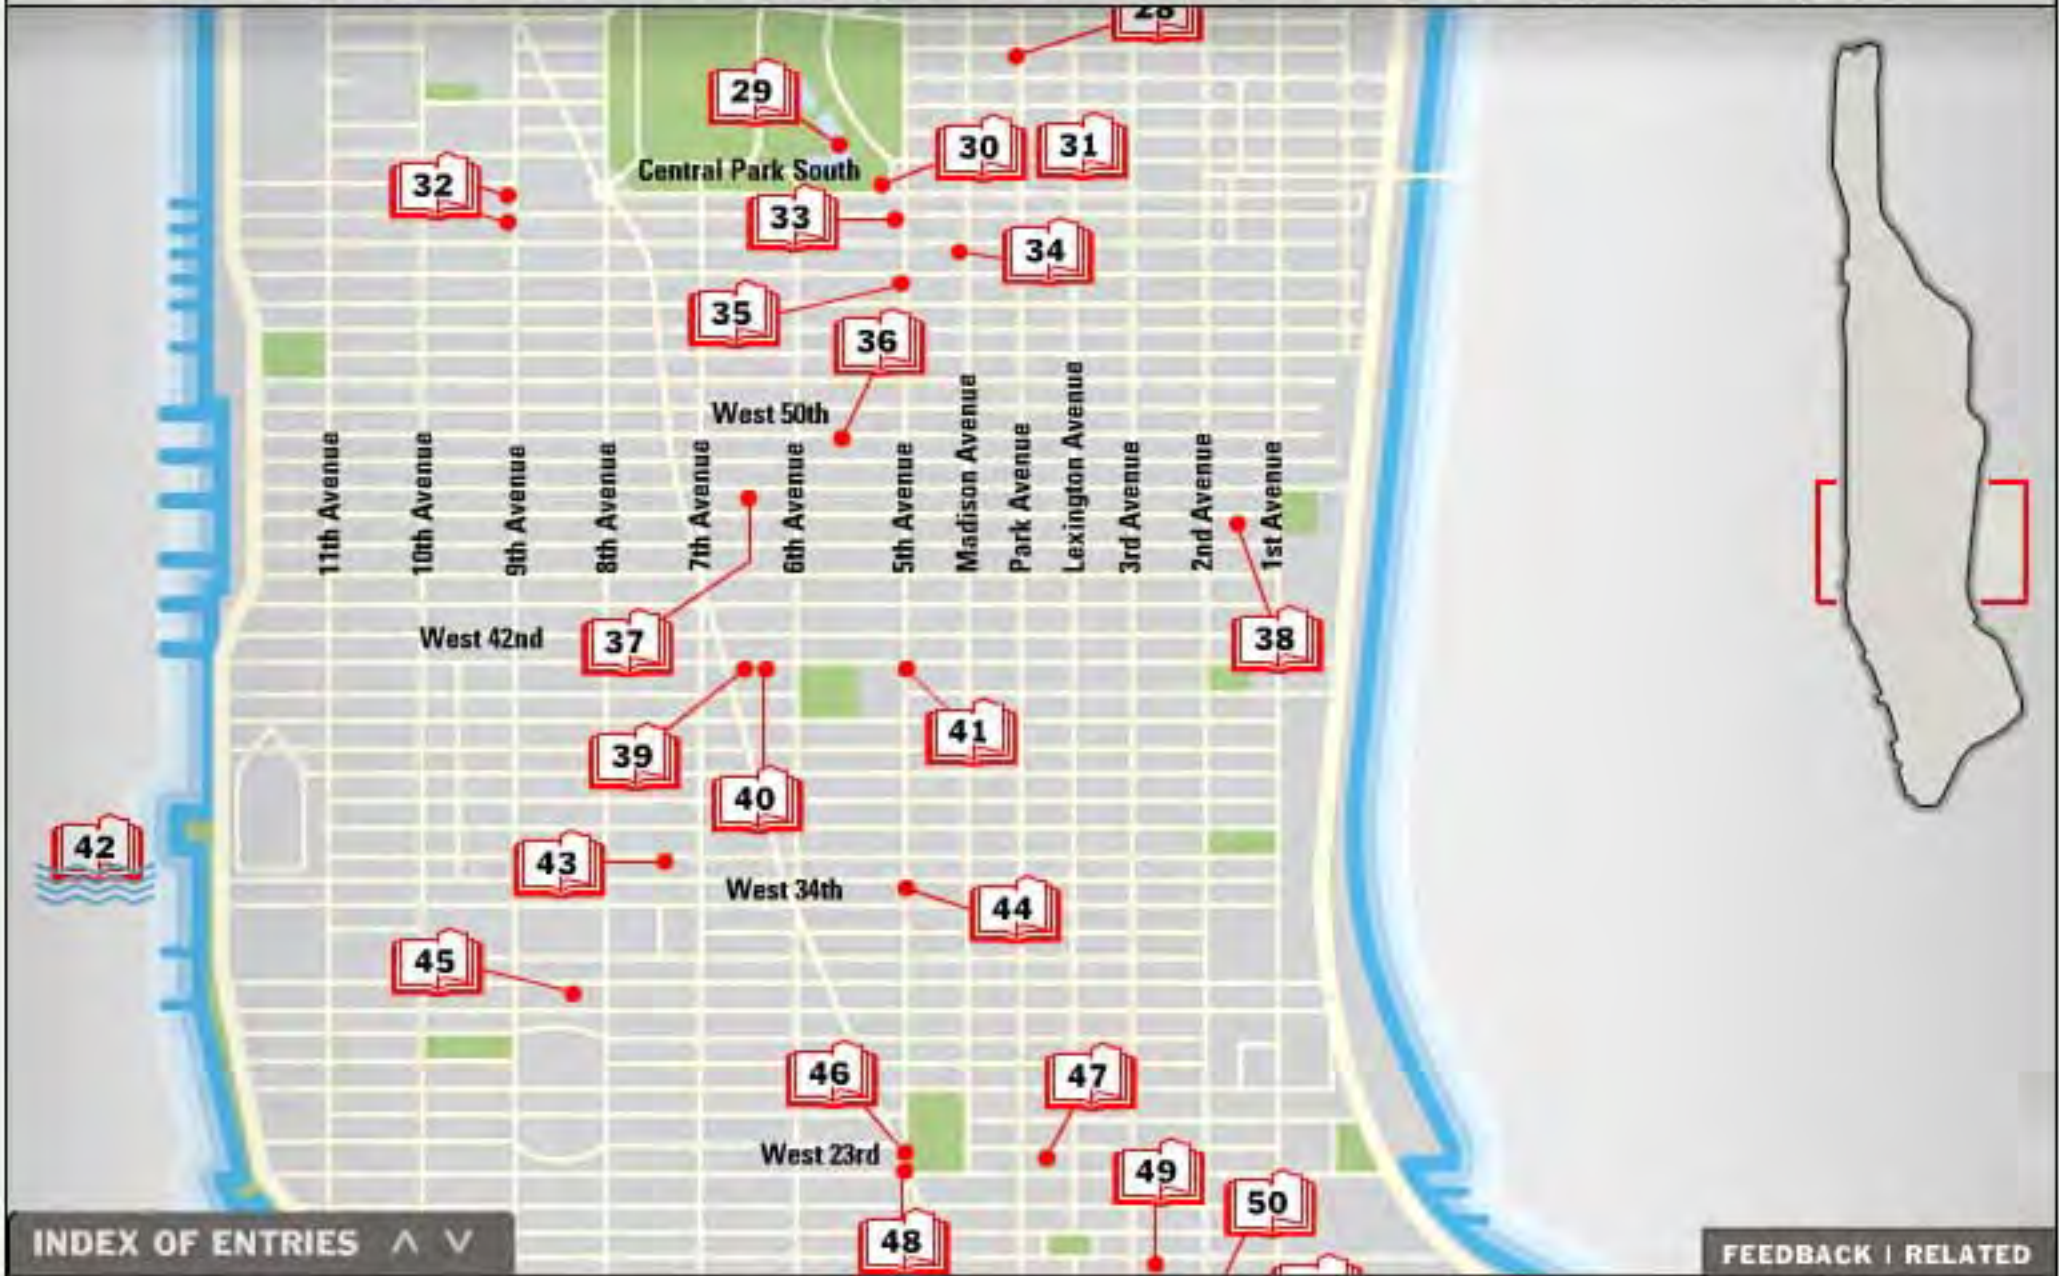 28
29
30
31
Central Park South
32
33
34
35
36
West 50th
11th Avenue
10th Avenue
9th Avenue
8th Avenue
7th Avenue
6th Avenue
5th Avenue
Madison Avenue
Park Avenue
Lexington Avenue
3rd Avenue
2nd Avenue
1st Avenue
West 42nd
37
38
39
40
41
42
43
West 34th
44
45
46
47
West 23rd
48
49
50
INDEX OF ENTRIES
FEEDBACK | RELATED